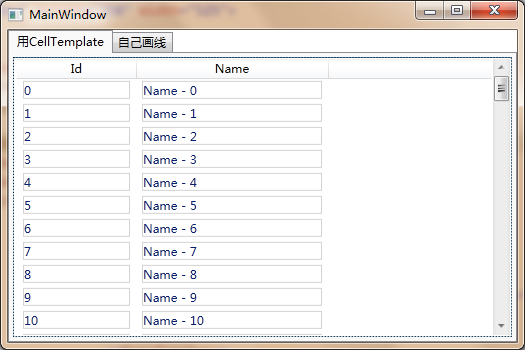 MainWindow
用CellTemplate 自己画线
Id Name
0 Name - 0
1 Name - 1
2 Name - 2
3 Name - 3
4 Name - 4
5 Name - 5
6 Name - 6
7 Name - 7
8 Name - 8
9 Name - 9
10 Name - 10